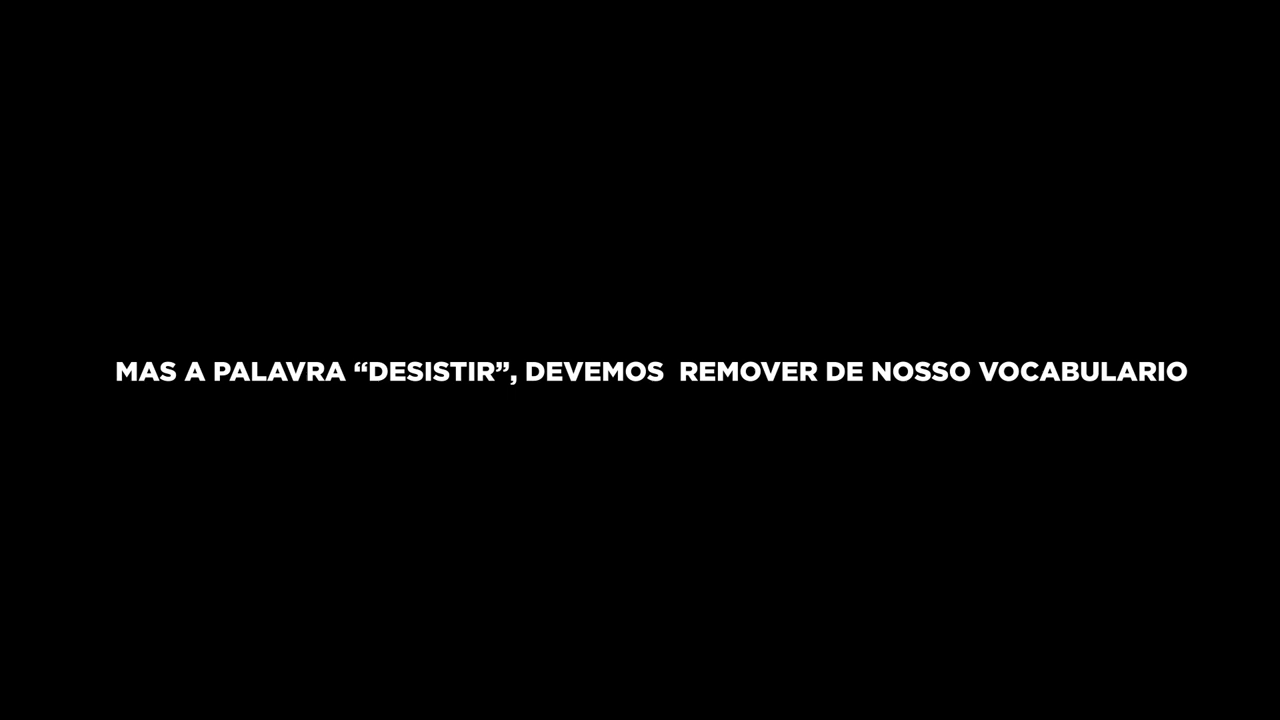 MAS A PALAVRA “DESISTIR”, DEVEMOS  REMOVER DE NOSSO VOCABULARIO